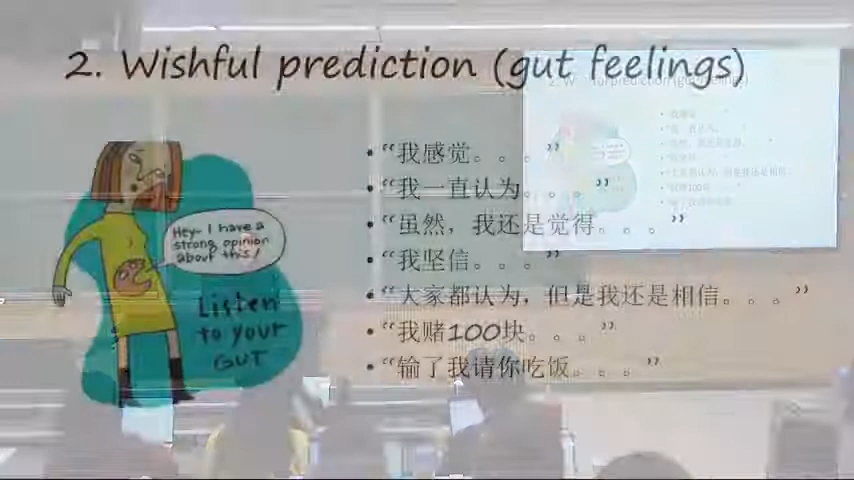 2. Wishful prediction (gut feelings)
Hey- I have a
strong opinion
about this!
Listen
to your
GUT
• “我感觉。。。”
• “我一直认为。。。”
• “虽然，我还是觉得。。。”
• “我坚信。。。”
• “大家都认为，但是我还是相信。。。”
• “我赌100块。。。”
• “输了我请你吃饭。。。”